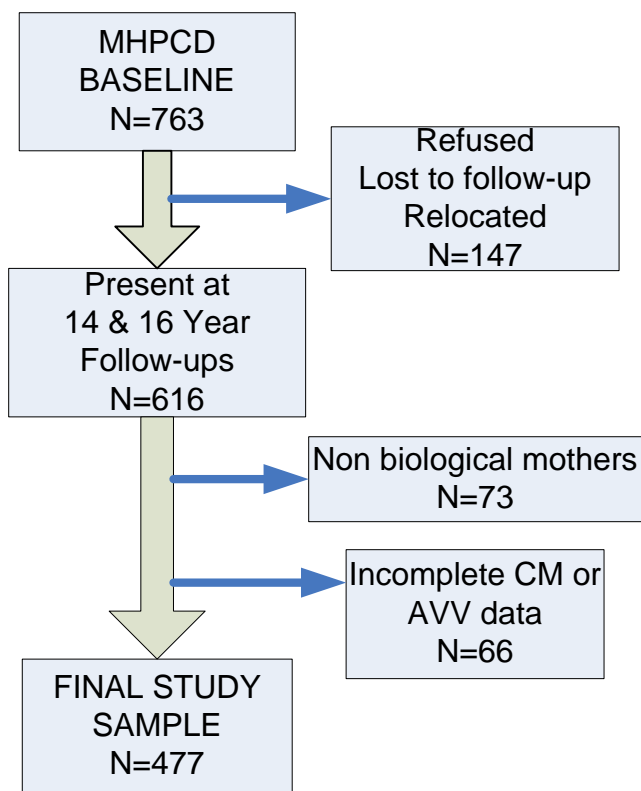 MHPCD
BASELINE
N=763
Refused
Lost to follow-up
Relocated
N=147
Present at
14 & 16 Year
Follow-ups
N=616
Non biological mothers
N=73
Incomplete CM or
AVV data
N=66
FINAL STUDY
SAMPLE
N=477